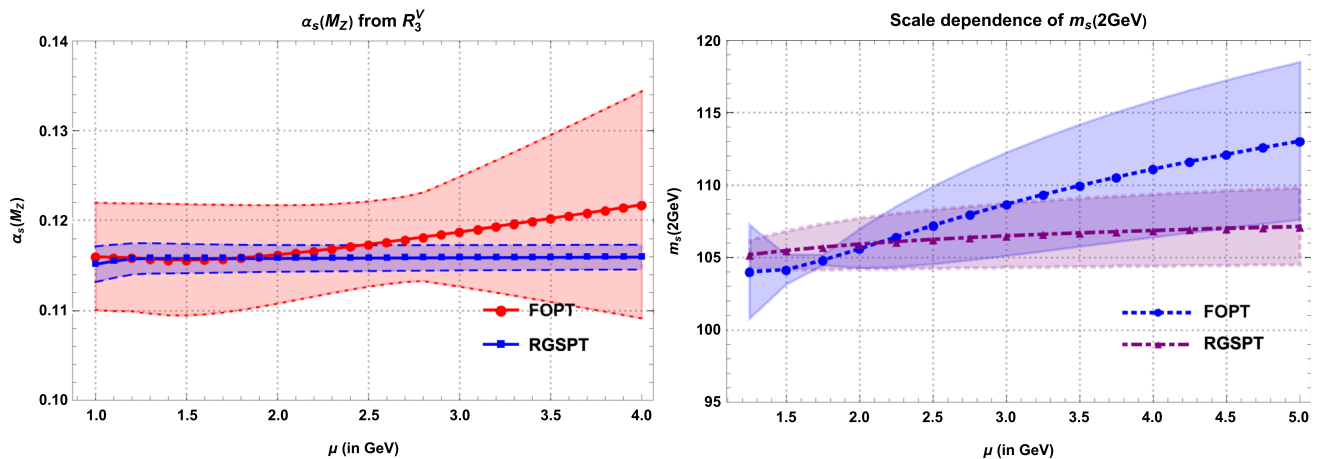 αs(MZ) from R3V
0.14
0.13
0.12
0.11
0.10
αs(MZ)
1.0 1.5 2.0 2.5 3.0 3.5 4.0
μ (in GeV)
FOPT
RGSPT
Scale dependence of ms(2GeV)
120
115
110
105
100
95
ms(2GeV)
1.5 2.0 2.5 3.0 3.5 4.0 4.5 5.0
μ (in GeV)
FOPT
RGSPT